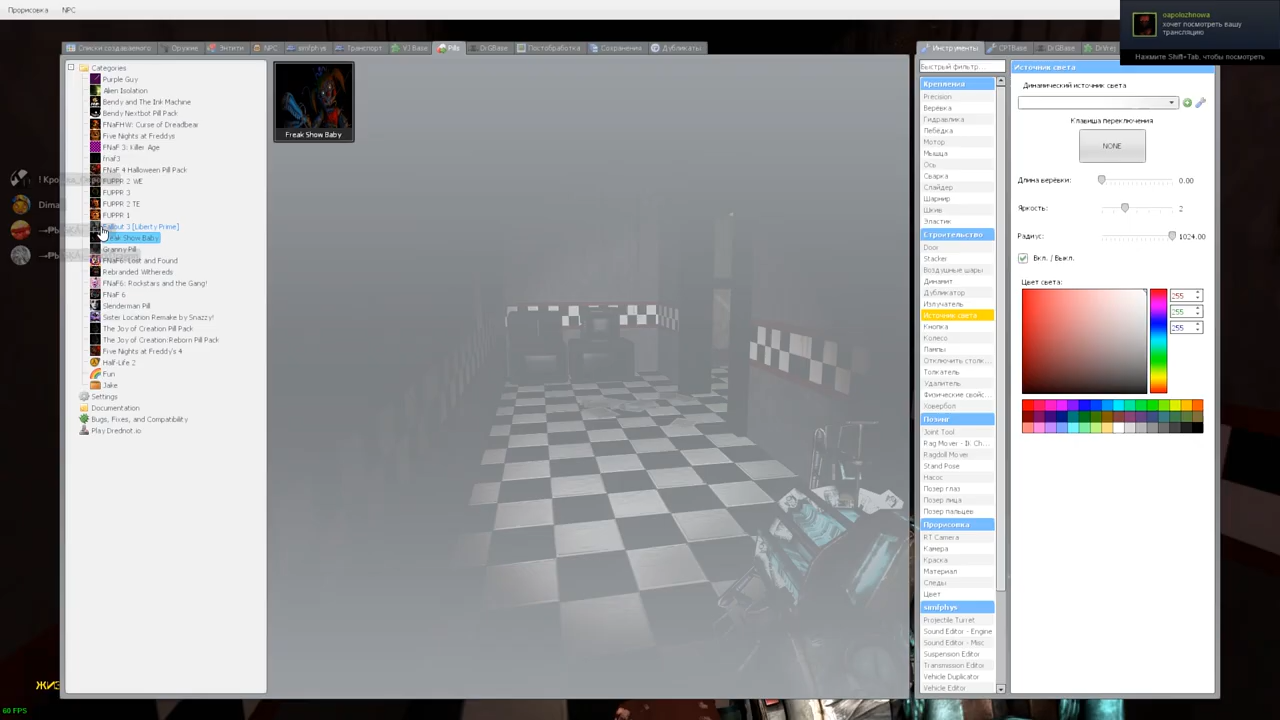 Прорисовка NPC
oapolozhnowa
хочет посмотреть вашу
трансляцию
Нажмите Shift+Tab, чтобы посмотреть
Списки создаваемого Оружие Энтити NPC simfphys Транспорт VJ Base Pills DrGBase Постобработка Сохранения Дубликаты
Инструменты CPTBase DrGBase
Categories
Purple Guy
Alien Isolation
Bendy and The Ink Machine
Bendy Nextbot Pill Pack
FNaFHW: Curse of Dreadbear
Five Nights at Freddys
FNaF 3: Killer Age
fnaf3
FNaF 4 Halloween Pill Pack
FUPPR 2 WE
FUPPR 3
FUPPR 2 TE
FUPPR 1
Fallout 3 [Liberty Prime]
Freak Show Baby
Granny Pill
FNaF6: Lost and Found
Rebranded Withereds
FNaF6: Rockstars and the Gang!
FNaF 6
Slenderman Pill
Sister Location Remake by Snazzy!
The Joy of Creation Pill Pack
The Joy of Creation:Reborn Pill Pack
Five Nights at Freddy's 4
Half-Life 2
Fun
Jake
Settings
Documentation
Bugs, Fixes, and Compatibility
Play Drednot.io
Freak Show Baby
Dima
Быстрый фильтр...
Крепления
Precision
Верёвка
Гидравлика
Лебёдка
Мотор
Мышца
Ось
Сварка
Слайдер
Шарнир
Шкив
Эластик
Строительство
Door
Stacker
Воздушные шары
Динамит
Дубликатор
Излучатель
Источник света
Кнопка
Колесо
Лампы
Отключить столк...
Толкатель
Удалитель
Физические свойс...
Ховербол
Позинг
Joint Tool
Rag Mover - IK Ch...
Ragdoll Mover
Stand Pose
Насос
Позер глаз
Позер лица
Позер пальцев
Прорисовка
RT Camera
Камера
Краска
Материал
Следы
Цвет
simfphys
Projectile Turret
Sound Editor - Engine
Sound Editor - Misc
Suspension Editor
Transmission Editor
Vehicle Duplicator
Vehicle Editor
Источник света
Динамический источник света
Клавиша переключения
NONE
Длина верёвки: 0.00
Яркость: 2
Радиус: 1024.00
Вкл. / Выкл.
Цвет света:
255
255
255
60 FPS